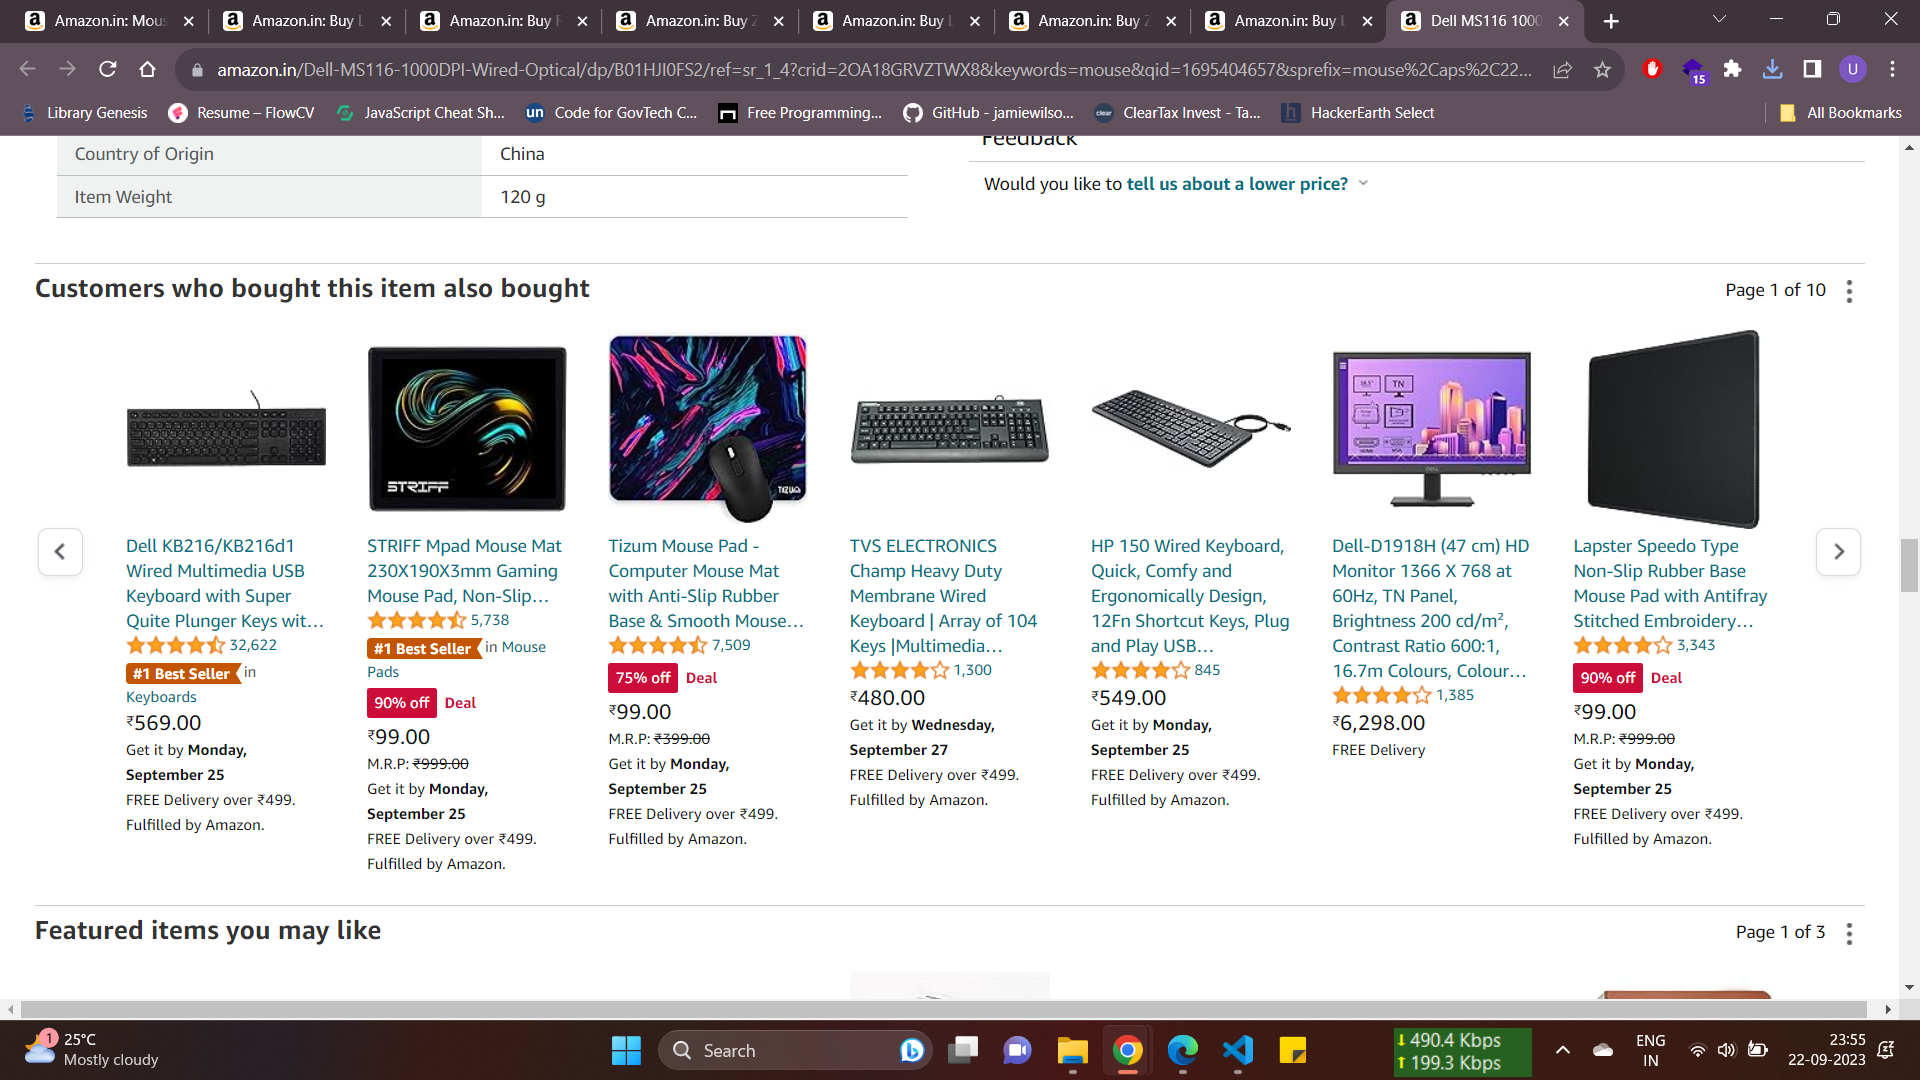 Amazon.in: Mous
Amazon.in: Buy L
Amazon.in: Buy F
Amazon.in: Buy Z
Amazon.in: Buy L
Amazon.in: Buy Z
Amazon.in: Buy L
Dell MS116 1000
amazon.in/Dell-MS116-1000DPI-Wired-Optical/dp/B01HJI0FS2/ref=sr_1_4?crid=2OA18GRVZTWX8&keywords=mouse&qid=1695404657&sprefix=mouse%2Caps%2C22...
15
U
Library Genesis
Resume – FlowCV
JavaScript Cheat Sh...
un Code for GovTech C...
Free Programming...
GitHub - jamiewilso...
clear ClearTax Invest - Ta...
h HackerEarth Select
All Bookmarks
Country of Origin China
Item Weight 120 g
Feedback
Would you like to tell us about a lower price?
Customers who bought this item also bought
Page 1 of 10
STRIFF
TIZUM
18.5"
TN
HDMI
VGA
DELL
Dell KB216/KB216d1
Wired Multimedia USB
Keyboard with Super
Quite Plunger Keys wit...
32,622
#1 Best Seller in
Keyboards
₹569.00
Get it by Monday,
September 25
FREE Delivery over ₹499.
Fulfilled by Amazon.
STRIFF Mpad Mouse Mat
230X190X3mm Gaming
Mouse Pad, Non-Slip...
5,738
#1 Best Seller in Mouse
Pads
90% off Deal
₹99.00
M.R.P: ₹999.00
Get it by Monday,
September 25
FREE Delivery over ₹499.
Fulfilled by Amazon.
Tizum Mouse Pad -
Computer Mouse Mat
with Anti-Slip Rubber
Base & Smooth Mouse...
7,509
75% off Deal
₹99.00
M.R.P: ₹399.00
Get it by Monday,
September 25
FREE Delivery over ₹499.
Fulfilled by Amazon.
TVS ELECTRONICS
Champ Heavy Duty
Membrane Wired
Keyboard | Array of 104
Keys |Multimedia...
1,300
₹480.00
Get it by Wednesday,
September 27
FREE Delivery over ₹499.
Fulfilled by Amazon.
HP 150 Wired Keyboard,
Quick, Comfy and
Ergonomically Design,
12Fn Shortcut Keys, Plug
and Play USB...
845
₹549.00
Get it by Monday,
September 25
FREE Delivery over ₹499.
Fulfilled by Amazon.
Dell-D1918H (47 cm) HD
Monitor 1366 X 768 at
60Hz, TN Panel,
Brightness 200 cd/m²,
Contrast Ratio 600:1,
16.7m Colours, Colour...
1,385
₹6,298.00
FREE Delivery
Lapster Speedo Type
Non-Slip Rubber Base
Mouse Pad with Antifray
Stitched Embroidery...
3,343
90% off Deal
₹99.00
M.R.P: ₹999.00
Get it by Monday,
September 25
FREE Delivery over ₹499.
Fulfilled by Amazon.
Featured items you may like
Page 1 of 3
1
25°C
Mostly cloudy
Search
490.4 Kbps
199.3 Kbps
ENG
IN
23:55
22-09-2023